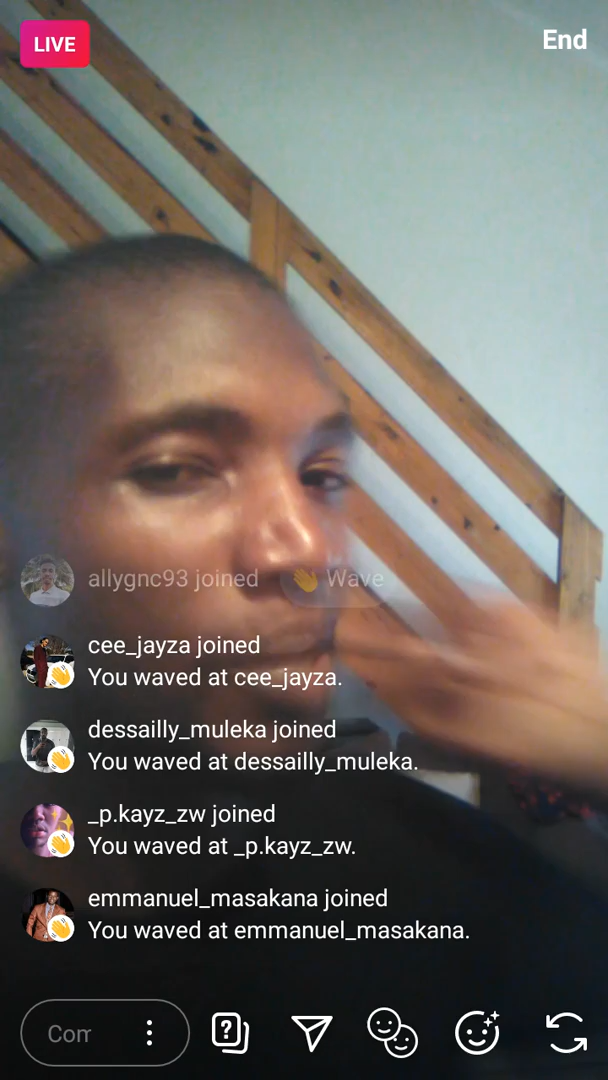 LIVE
End
allygnc93 joined
Wave
cee_jayza joined
You waved at cee_jayza.
dessailly_muleka joined
You waved at dessailly_muleka.
_p.kayz_zw joined
You waved at _p.kayz_zw.
emmanuel_masakana joined
You waved at emmanuel_masakana.
Com